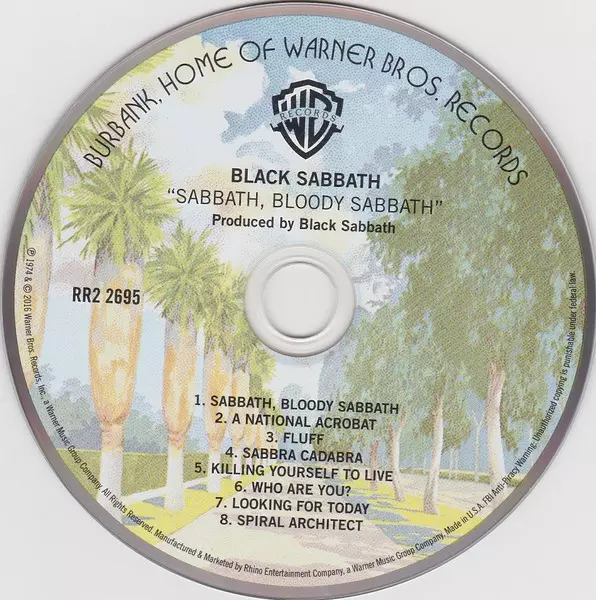 BURBANK, HOME OF WARNER BROS. RECORDS
WB
RECORDS
BLACK SABBATH
“SABBATH, BLOODY SABBATH”
Produced by Black Sabbath
RR2 2695
1. SABBATH, BLOODY SABBATH
2. A NATIONAL ACROBAT
3. FLUFF
4. SABBRA CADABRA
5. KILLING YOURSELF TO LIVE
6. WHO ARE YOU?
7. LOOKING FOR TODAY
8. SPIRAL ARCHITECT
℗ 1974 & © 2016 Warner Bros. Records, Inc., a Warner Music Group Company. All Rights Reserved. Manufactured & Marketed by Rhino Entertainment Company, a Warner Music Group Company. Made in U.S.A. FBI Anti-Piracy Warning: Unauthorized copying is punishable under federal law.